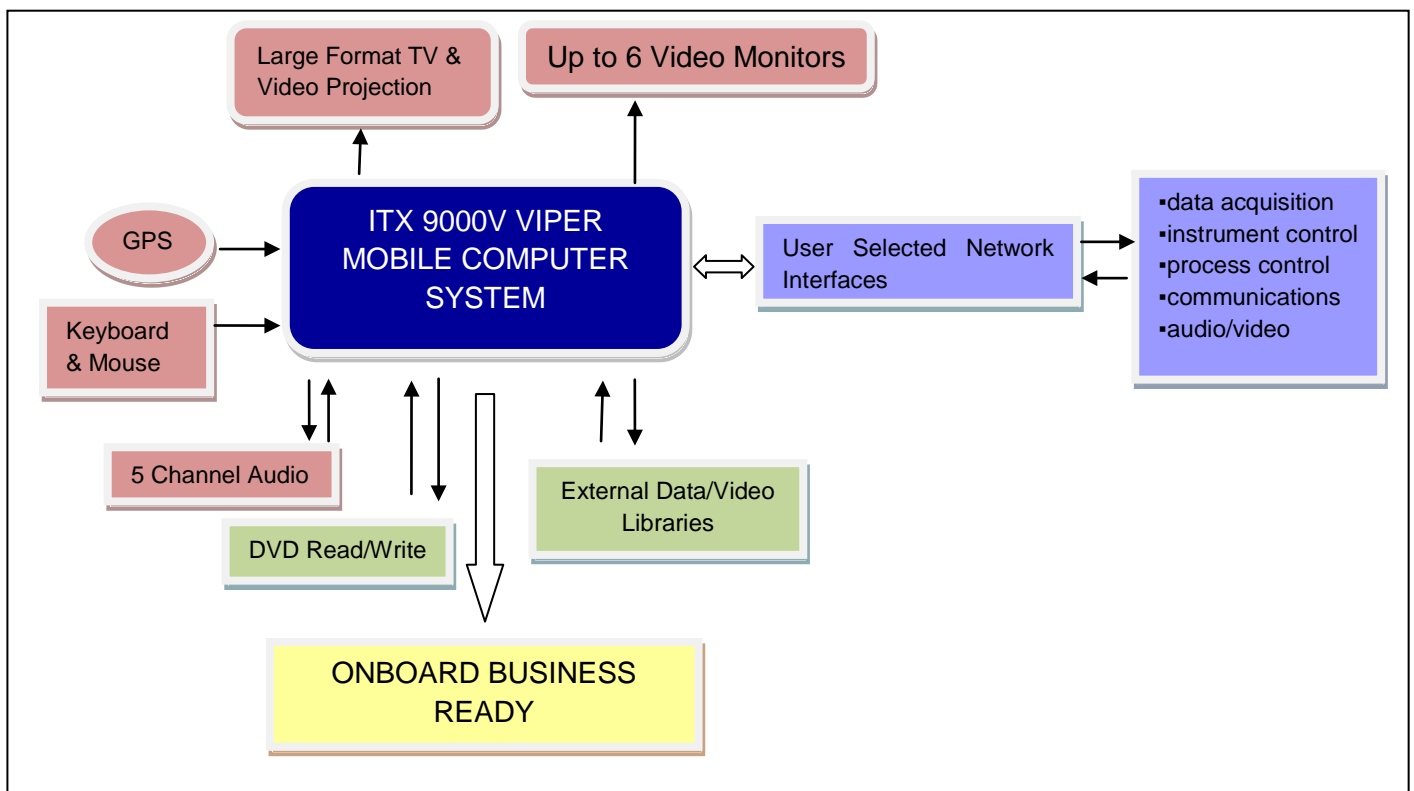 Large Format TV &
Video Projection
Up to 6 Video Monitors
ITX 9000V VIPER
MOBILE COMPUTER
SYSTEM
GPS
Keyboard
& Mouse
User Selected Network
Interfaces
▪data acquisition
▪instrument control
▪process control
▪communications
▪audio/video
5 Channel Audio
DVD Read/Write
External Data/Video
Libraries
ONBOARD BUSINESS
READY